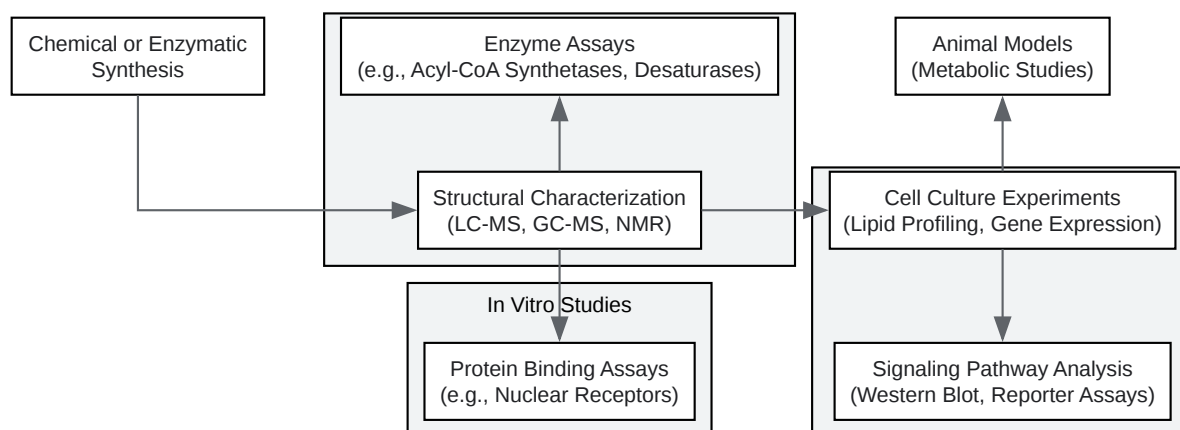 Chemical or Enzymatic
Synthesis
Enzyme Assays
(e.g., Acyl-CoA Synthetases, Desaturases)
Animal Models
(Metabolic Studies)
Structural Characterization
(LC-MS, GC-MS, NMR)
Cell Culture Experiments
(Lipid Profiling, Gene Expression)
In Vitro Studies
Protein Binding Assays
(e.g., Nuclear Receptors)
Signaling Pathway Analysis
(Western Blot, Reporter Assays)